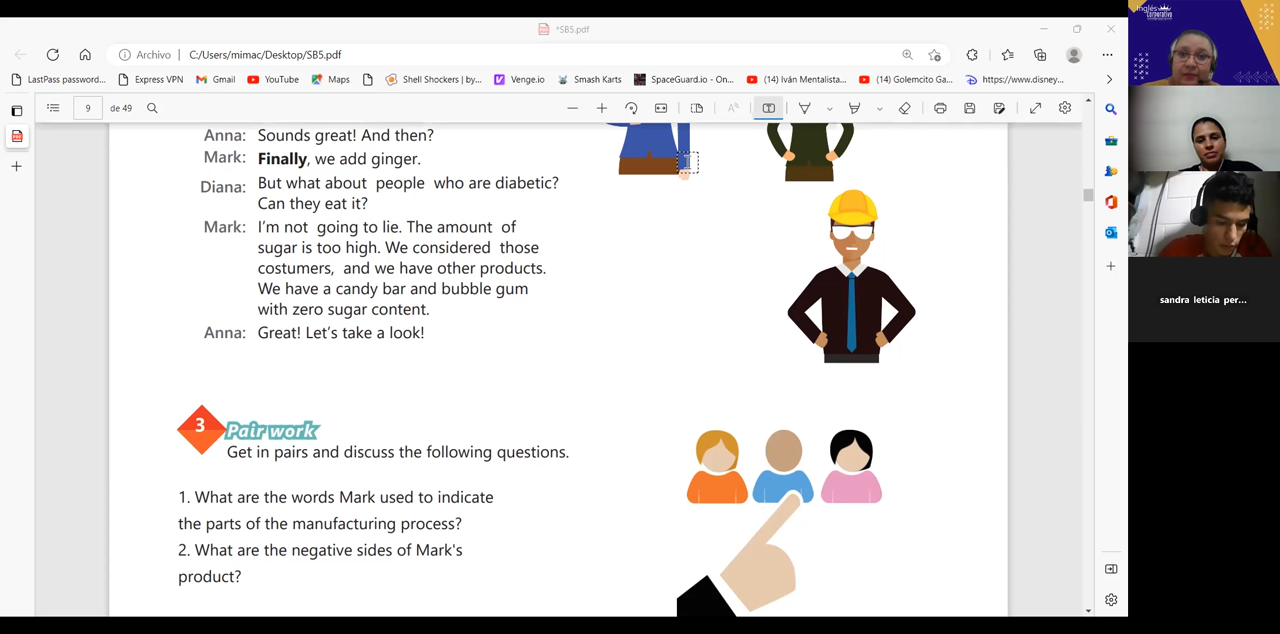 *SB5.pdf
Archivo | C:/Users/mimac/Desktop/SB5.pdf
LastPass password... Express VPN Gmail YouTube Maps Shell Shockers | by... Venge.io Smash Karts SpaceGuard.io - On... (14) Iván Mentalista... (14) Golemcito Ga... https://www.disney...
9 de 49
Anna: Sounds great! And then?
Mark: Finally, we add ginger.
Diana: But what about people who are diabetic?
Can they eat it?
Mark: I'm not going to lie. The amount of
sugar is too high. We considered those
costumers, and we have other products.
We have a candy bar and bubble gum
with zero sugar content.
Anna: Great! Let's take a look!
3 Pair work
Get in pairs and discuss the following questions.
1. What are the words Mark used to indicate
the parts of the manufacturing process?
2. What are the negative sides of Mark's
product?
Inglés
Corporativo
sandra leticia per...